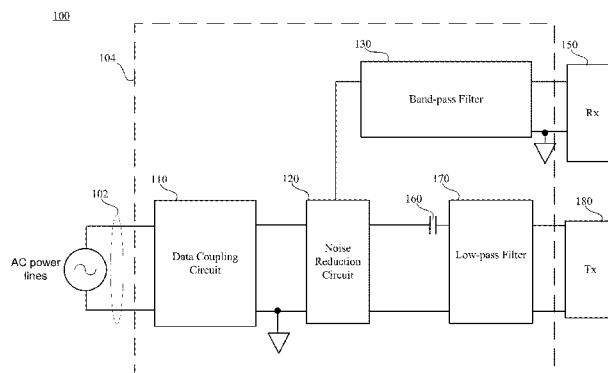 100
104
130
Band-pass Filter
150
Rx
102
110
120
160
170
180
AC power
lines
Data Coupling
Circuit
Noise
Reduction
Circuit
Low-pass Filter
Tx